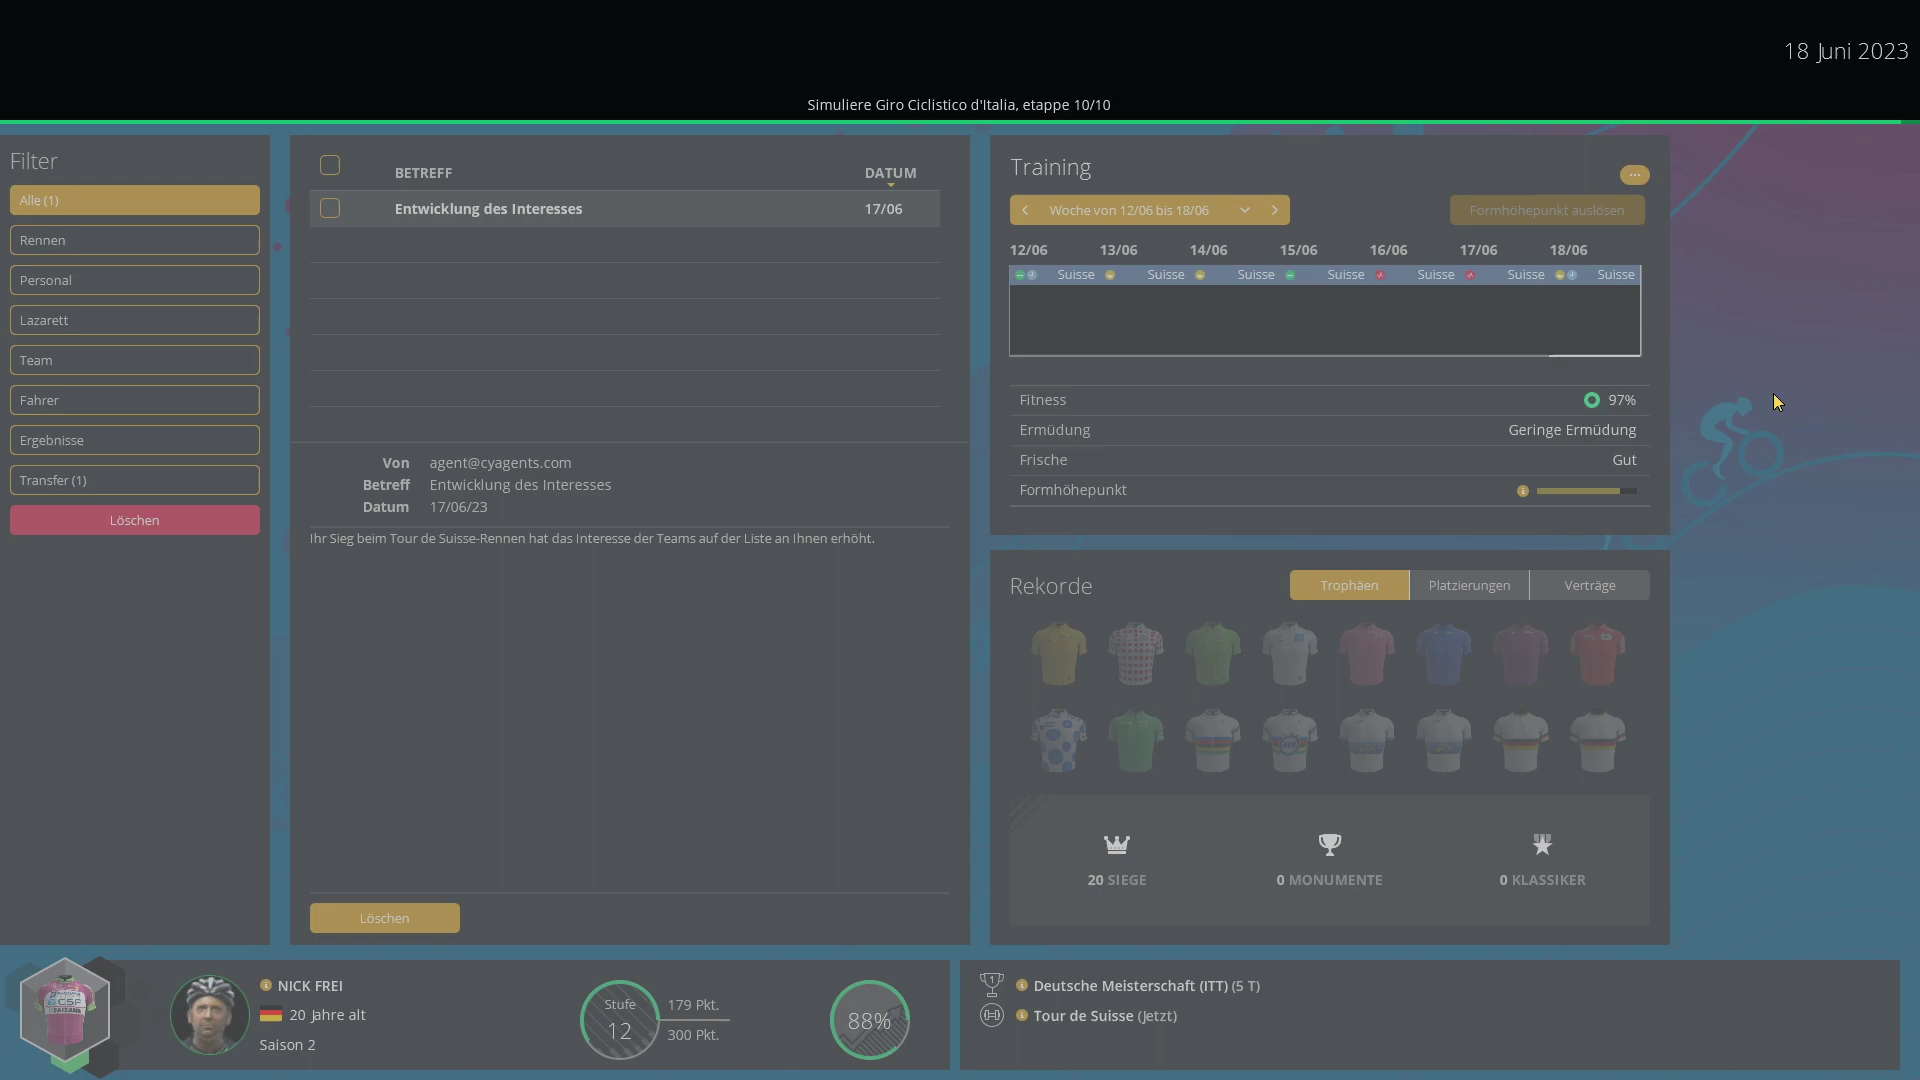 18 Juni 2023
Simuliere Giro Ciclistico d'Italia, etappe 10/10
Filter
Alle (1)
Rennen
Personal
Lazarett
Team
Fahrer
Ergebnisse
Transfer (1)
Löschen
BETREFF DATUM
Entwicklung des Interesses 17/06
Von agent@cyagents.com
Betreff Entwicklung des Interesses
Datum 17/06/23
Ihr Sieg beim Tour de Suisse-Rennen hat das Interesse der Teams auf der Liste an Ihnen erhöht.
Löschen
Training
Woche von 12/06 bis 18/06
Formhöhepunkt auslösen
12/06 13/06 14/06 15/06 16/06 17/06 18/06
Suisse Suisse Suisse Suisse Suisse Suisse Suisse
Fitness 97%
Ermüdung Geringe Ermüdung
Frische Gut
Formhöhepunkt
Rekorde
Trophäen Platzierungen Verträge
20 SIEGE 0 MONUMENTE 0 KLASSIKER
CSF
FAIZANÈ
NICK FREI
20 Jahre alt
Saison 2
Stufe
12
179 Pkt.
300 Pkt.
88%
1
Deutsche Meisterschaft (ITT) (5 T)
Tour de Suisse (Jetzt)